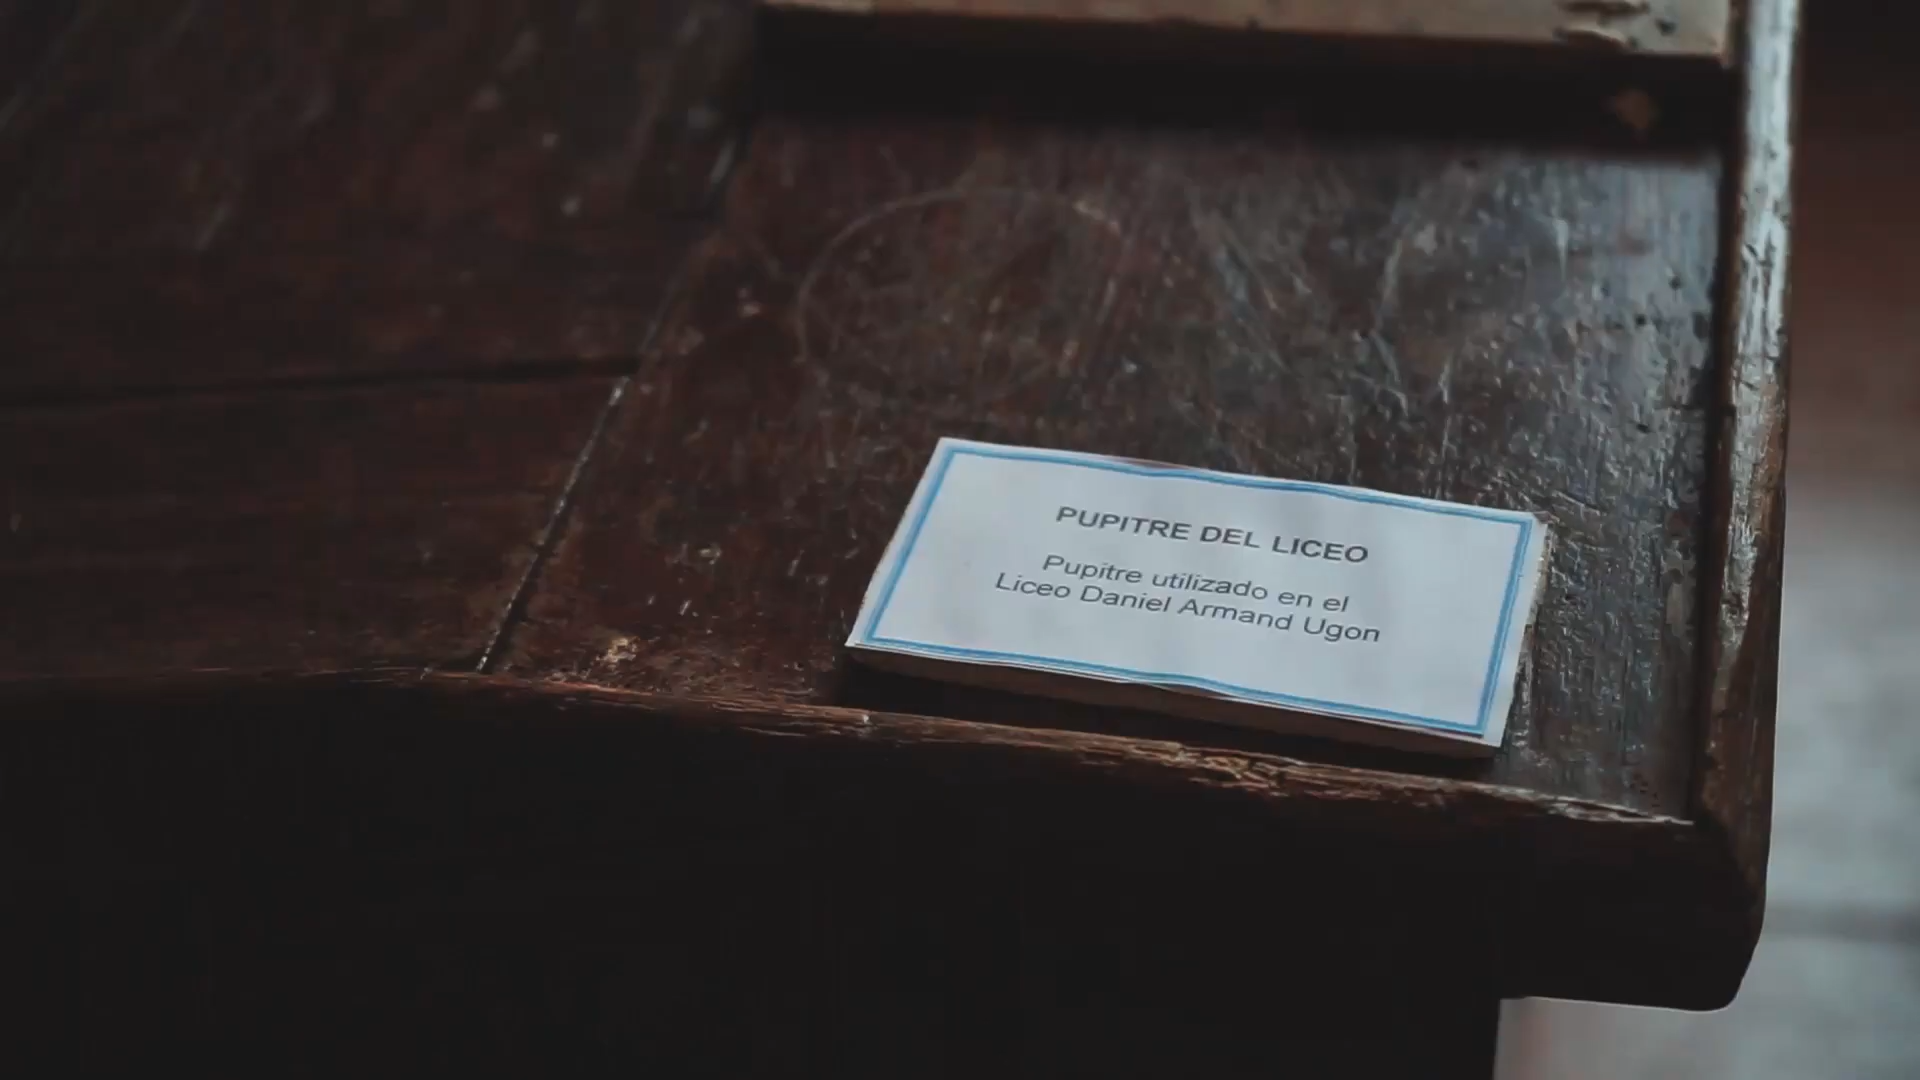 PUPITRE DEL LICEO
Pupitre utilizado en el
Liceo Daniel Armand Ugon